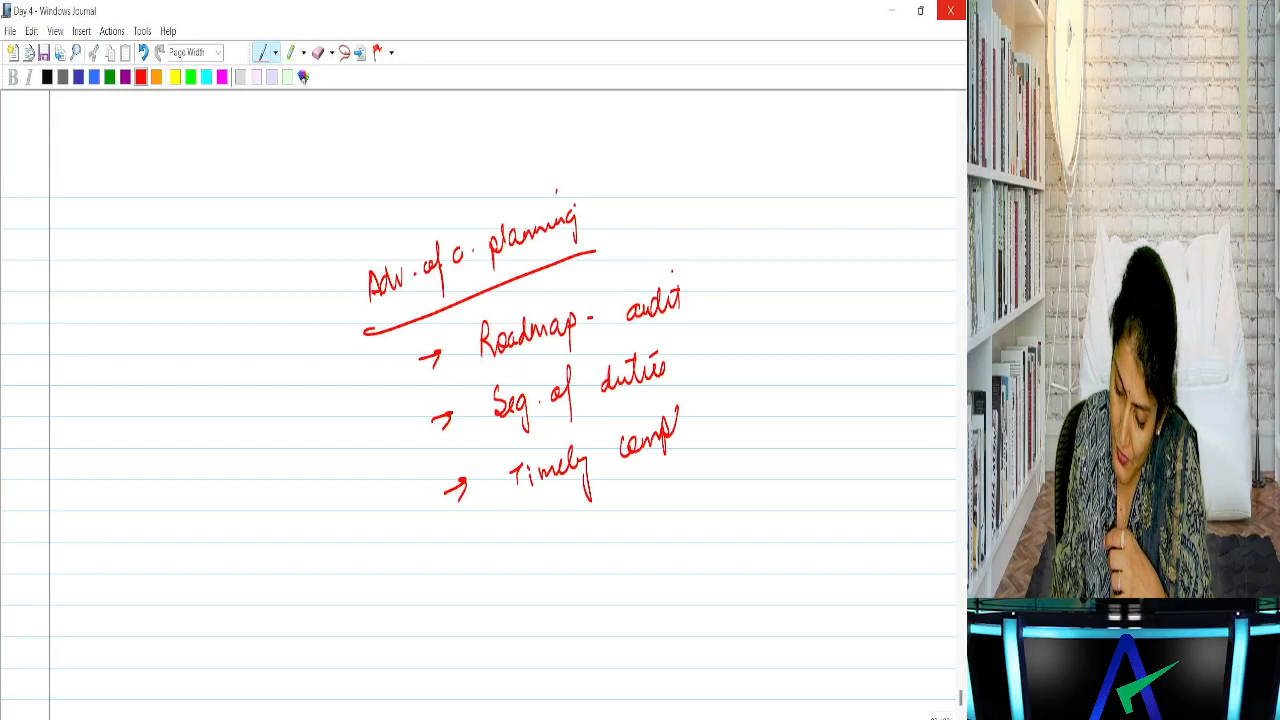 Day 4 - Windows Journal
File Edit View Insert Actions Tools Help
Page Width
B I
Adv. of a. planning
→ Roadmap - audit
→ Seg. of duties
→ Timely comp